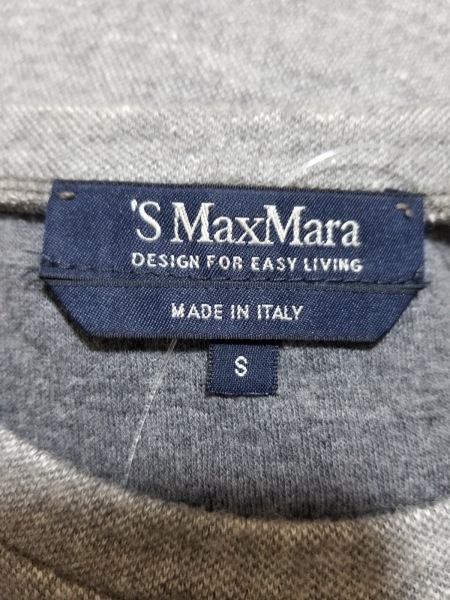 'S MaxMara
DESIGN FOR EASY LIVING
MADE IN ITALY
S